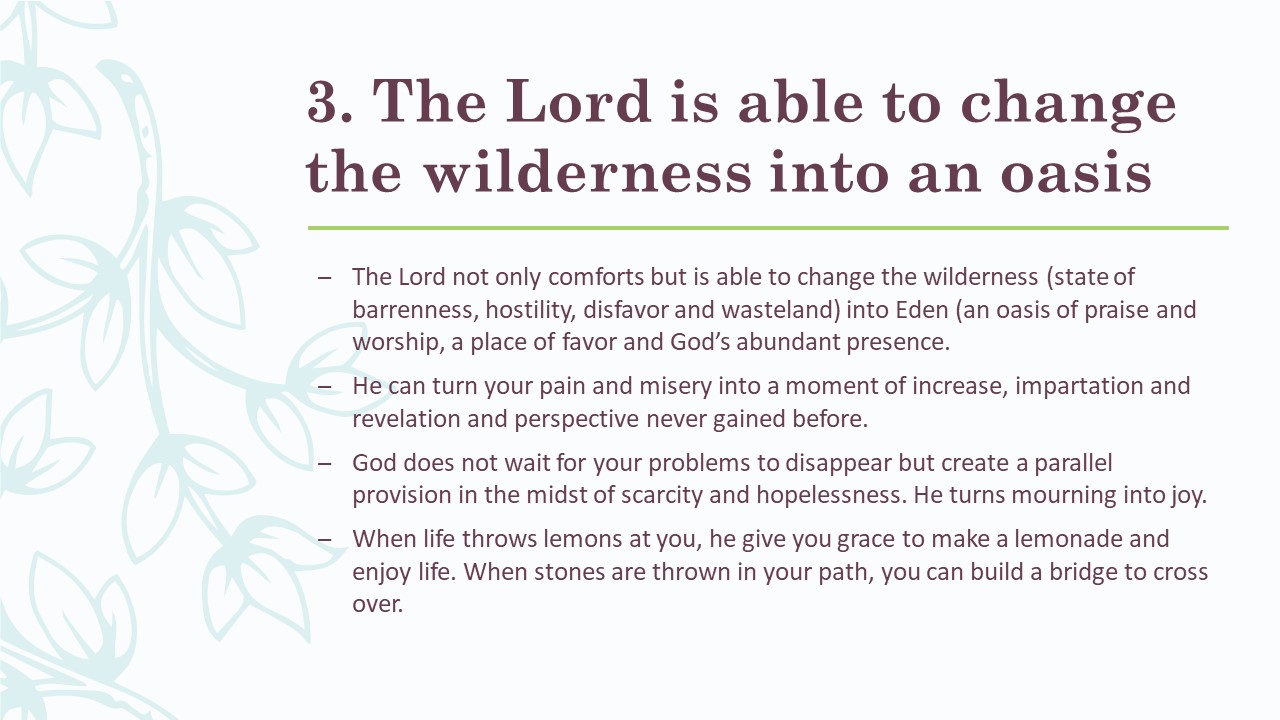 3. The Lord is able to change
the wilderness into an oasis
– The Lord not only comforts but is able to change the wilderness (state of
barrenness, hostility, disfavor and wasteland) into Eden (an oasis of praise and
worship, a place of favor and God’s abundant presence.
– He can turn your pain and misery into a moment of increase, impartation and
revelation and perspective never gained before.
– God does not wait for your problems to disappear but create a parallel
provision in the midst of scarcity and hopelessness. He turns mourning into joy.
– When life throws lemons at you, he give you grace to make a lemonade and
enjoy life. When stones are thrown in your path, you can build a bridge to cross
over.